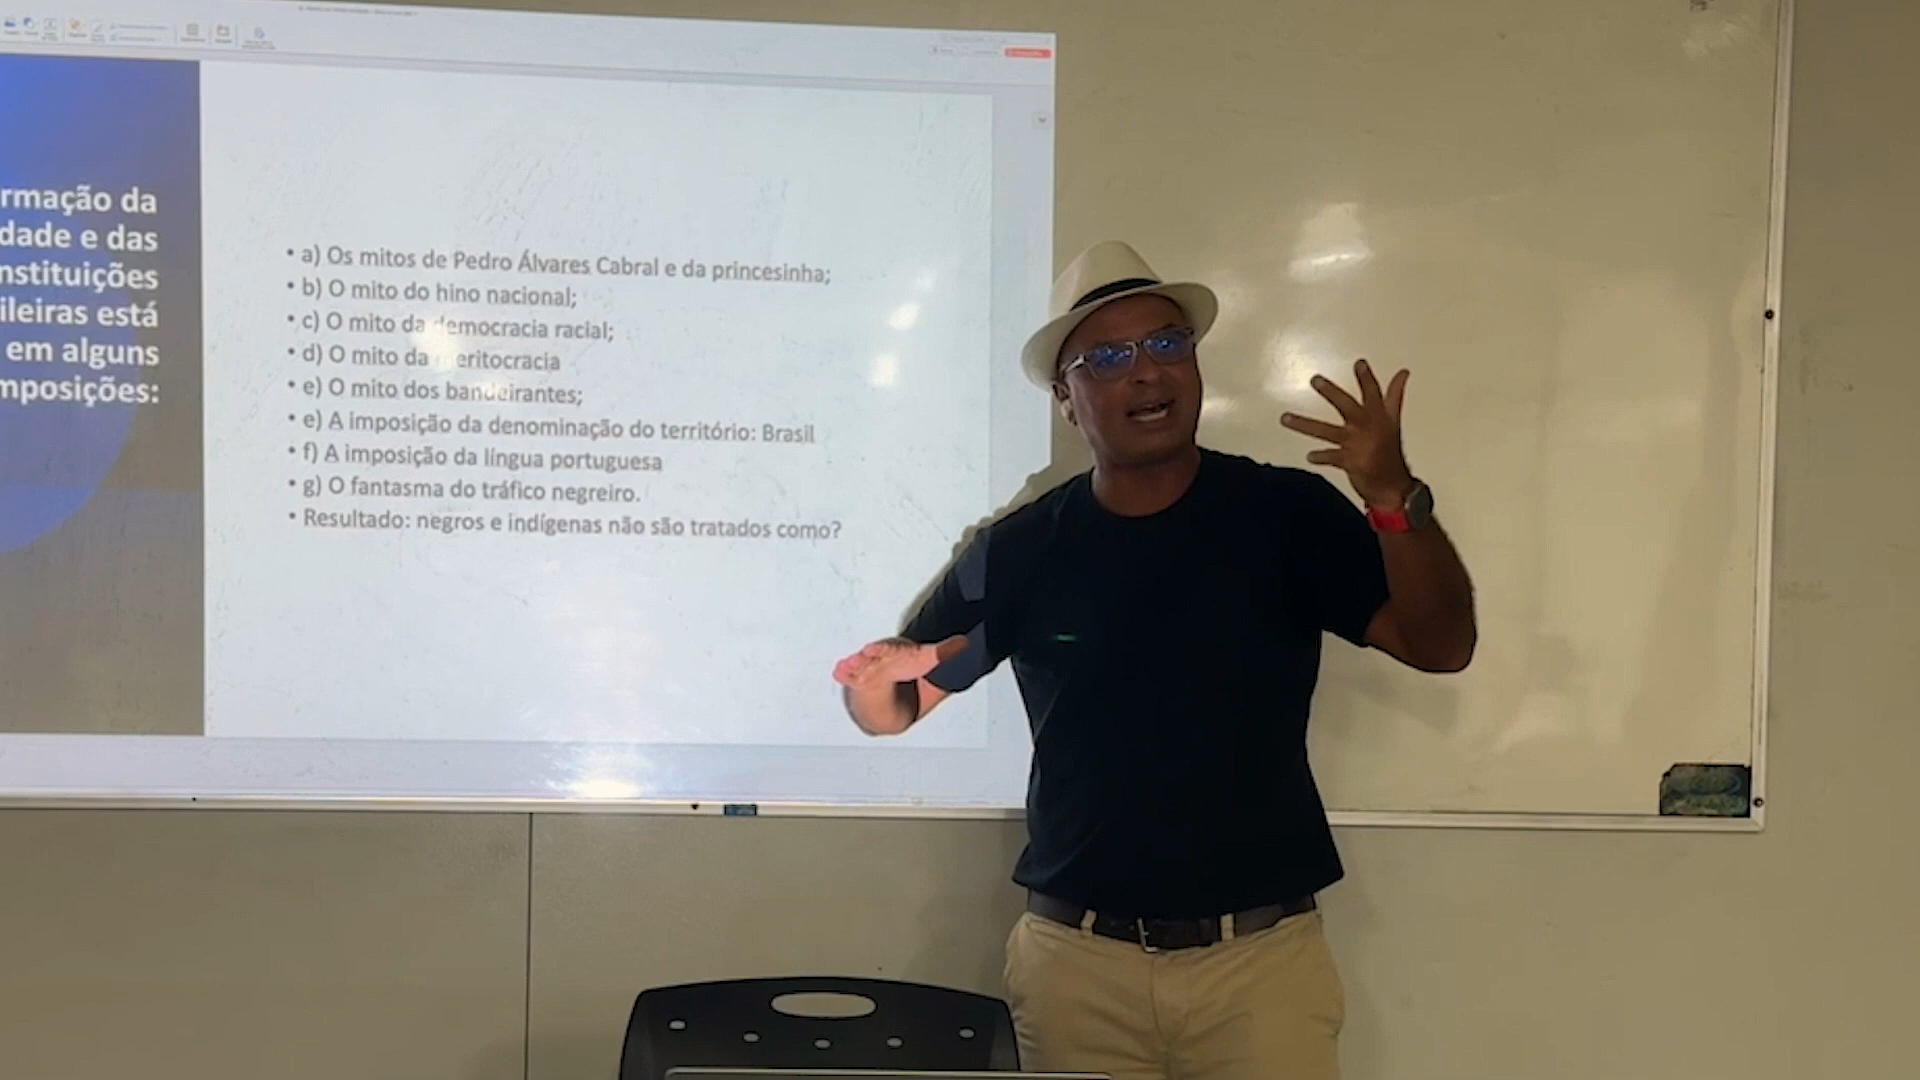 rmação da
dade e das
nstituições
ileiras está
em alguns
mposições:
• a) Os mitos de Pedro Álvares Cabral e da princesinha;
• b) O mito do hino nacional;
• c) O mito da democracia racial;
• d) O mito da meritocracia
• e) O mito dos bandeirantes;
• e) A imposição da denominação do território: Brasil
• f) A imposição da língua portuguesa
• g) O fantasma do tráfico negreiro.
• Resultado: negros e indígenas não são tratados como?